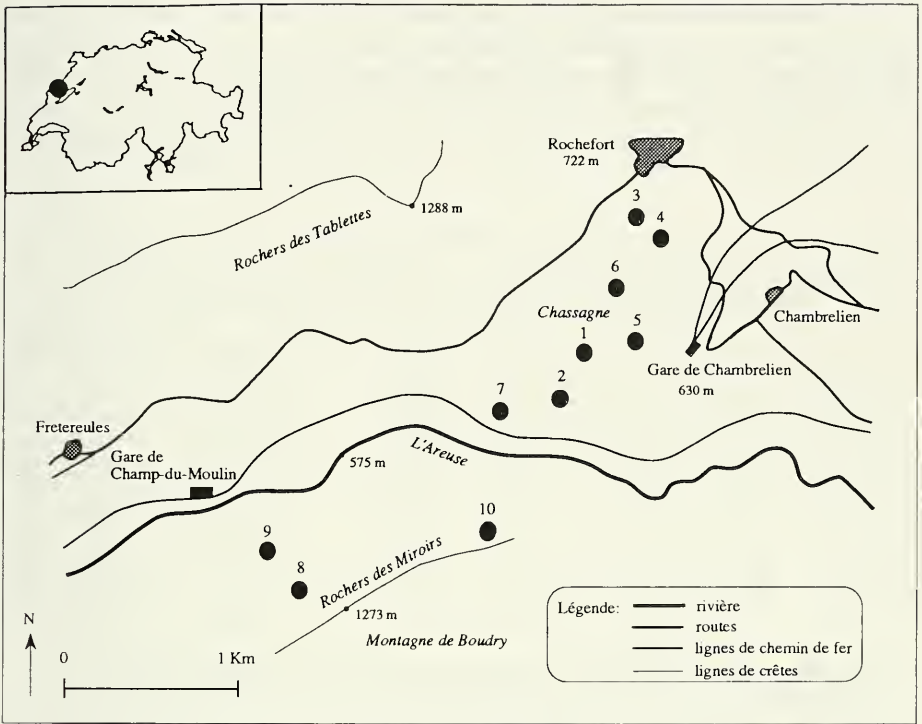 Rochefort
722 m
3
4
Rochers des Tablettes
1288 m
6
Chassagne
Chambrelien
1
5
Gare de Chambrelien
630 m
7
2
Fretereules
Gare de
Champ-du-Moulin
L'Areuse
575 m
9
10
8
Rochers des Miroirs
1273 m
Montagne de Boudry
N
0 1 Km
Légende:
rivière
routes
lignes de chemin de fer
lignes de crêtes